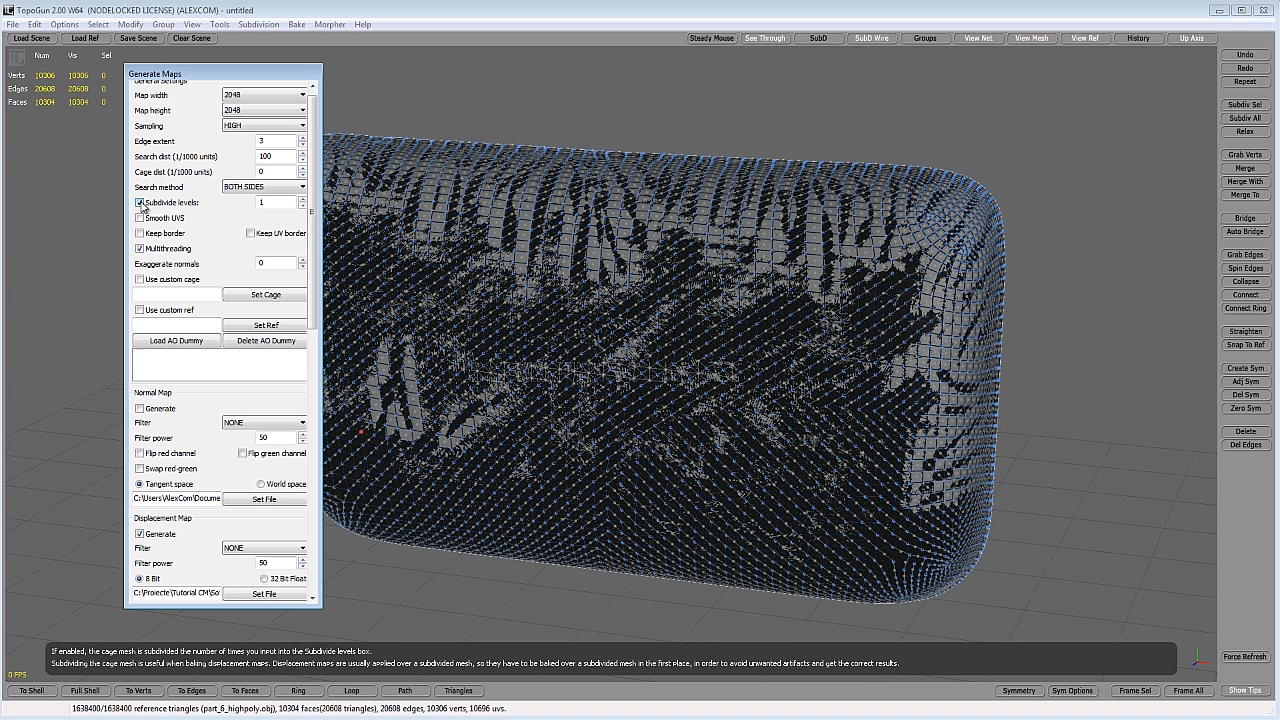 TopoGun 2.00 W64 (NODELOCKED LICENSE) (ALEXCOM) - untitled
File Edit Options Select Modify Group View Tools Subdivision Bake Morpher Help
Load Scene Load Ref Save Scene Clear Scene Steady Mouse See Through SubD SubD Wire Groups View Net View Mesh View Ref History Up Axis
Num Vis Sel
Verts 10306 10306 0
Edges 20608 20608 0
Faces 10304 10304 0
Generate Maps
General Settings
Map width 2048
Map height 2048
Sampling HIGH
Edge extent 3
Search dist (1/1000 units) 100
Cage dist (1/1000 units) 0
Search method BOTH SIDES
Subdivide levels: 1
Smooth UVS
Keep border Keep UV border
Multithreading
Exaggerate normals 0
Use custom cage
Set Cage
Use custom ref
Set Ref
Load AO Dummy Delete AO Dummy
Normal Map
Generate
Filter NONE
Filter power 50
Flip red channel Flip green channel
Swap red-green
Tangent space World space
C:\Users\AlexCom\Docume Set File
Displacement Map
Generate
Filter NONE
Filter power 50
8 Bit 32 Bit Float
C:\Proiecte\Tutorial CM\So Set File
Undo
Redo
Repeat
Subdiv Sel
Subdiv All
Relax
Grab Verts
Merge
Merge With
Merge To
Bridge
Auto Bridge
Grab Edges
Spin Edges
Collapse
Connect
Connect Ring
Straighten
Snap To Ref
Create Sym
Adj Sym
Del Sym
Zero Sym
Delete
Del Edges
Force Refresh
If enabled, the cage mesh is subdivided the number of times you input into the Subdivide levels box.
Subdividing the cage mesh is useful when baking displacement maps. Displacement maps are usually applied over a subdivided mesh, so they have to be baked over a subdivided mesh in the first place, in order to avoid unwanted artifacts and get the correct results.
0 FPS
To Shell Full Shell To Verts To Edges To Faces Ring Loop Path Triangles Symmetry Sym Options Frame Sel Frame All Show Tips
1638400/1638400 reference triangles (part_6_highpoly.obj), 10304 faces(20608 triangles), 20608 edges, 10306 verts, 10696 uvs.